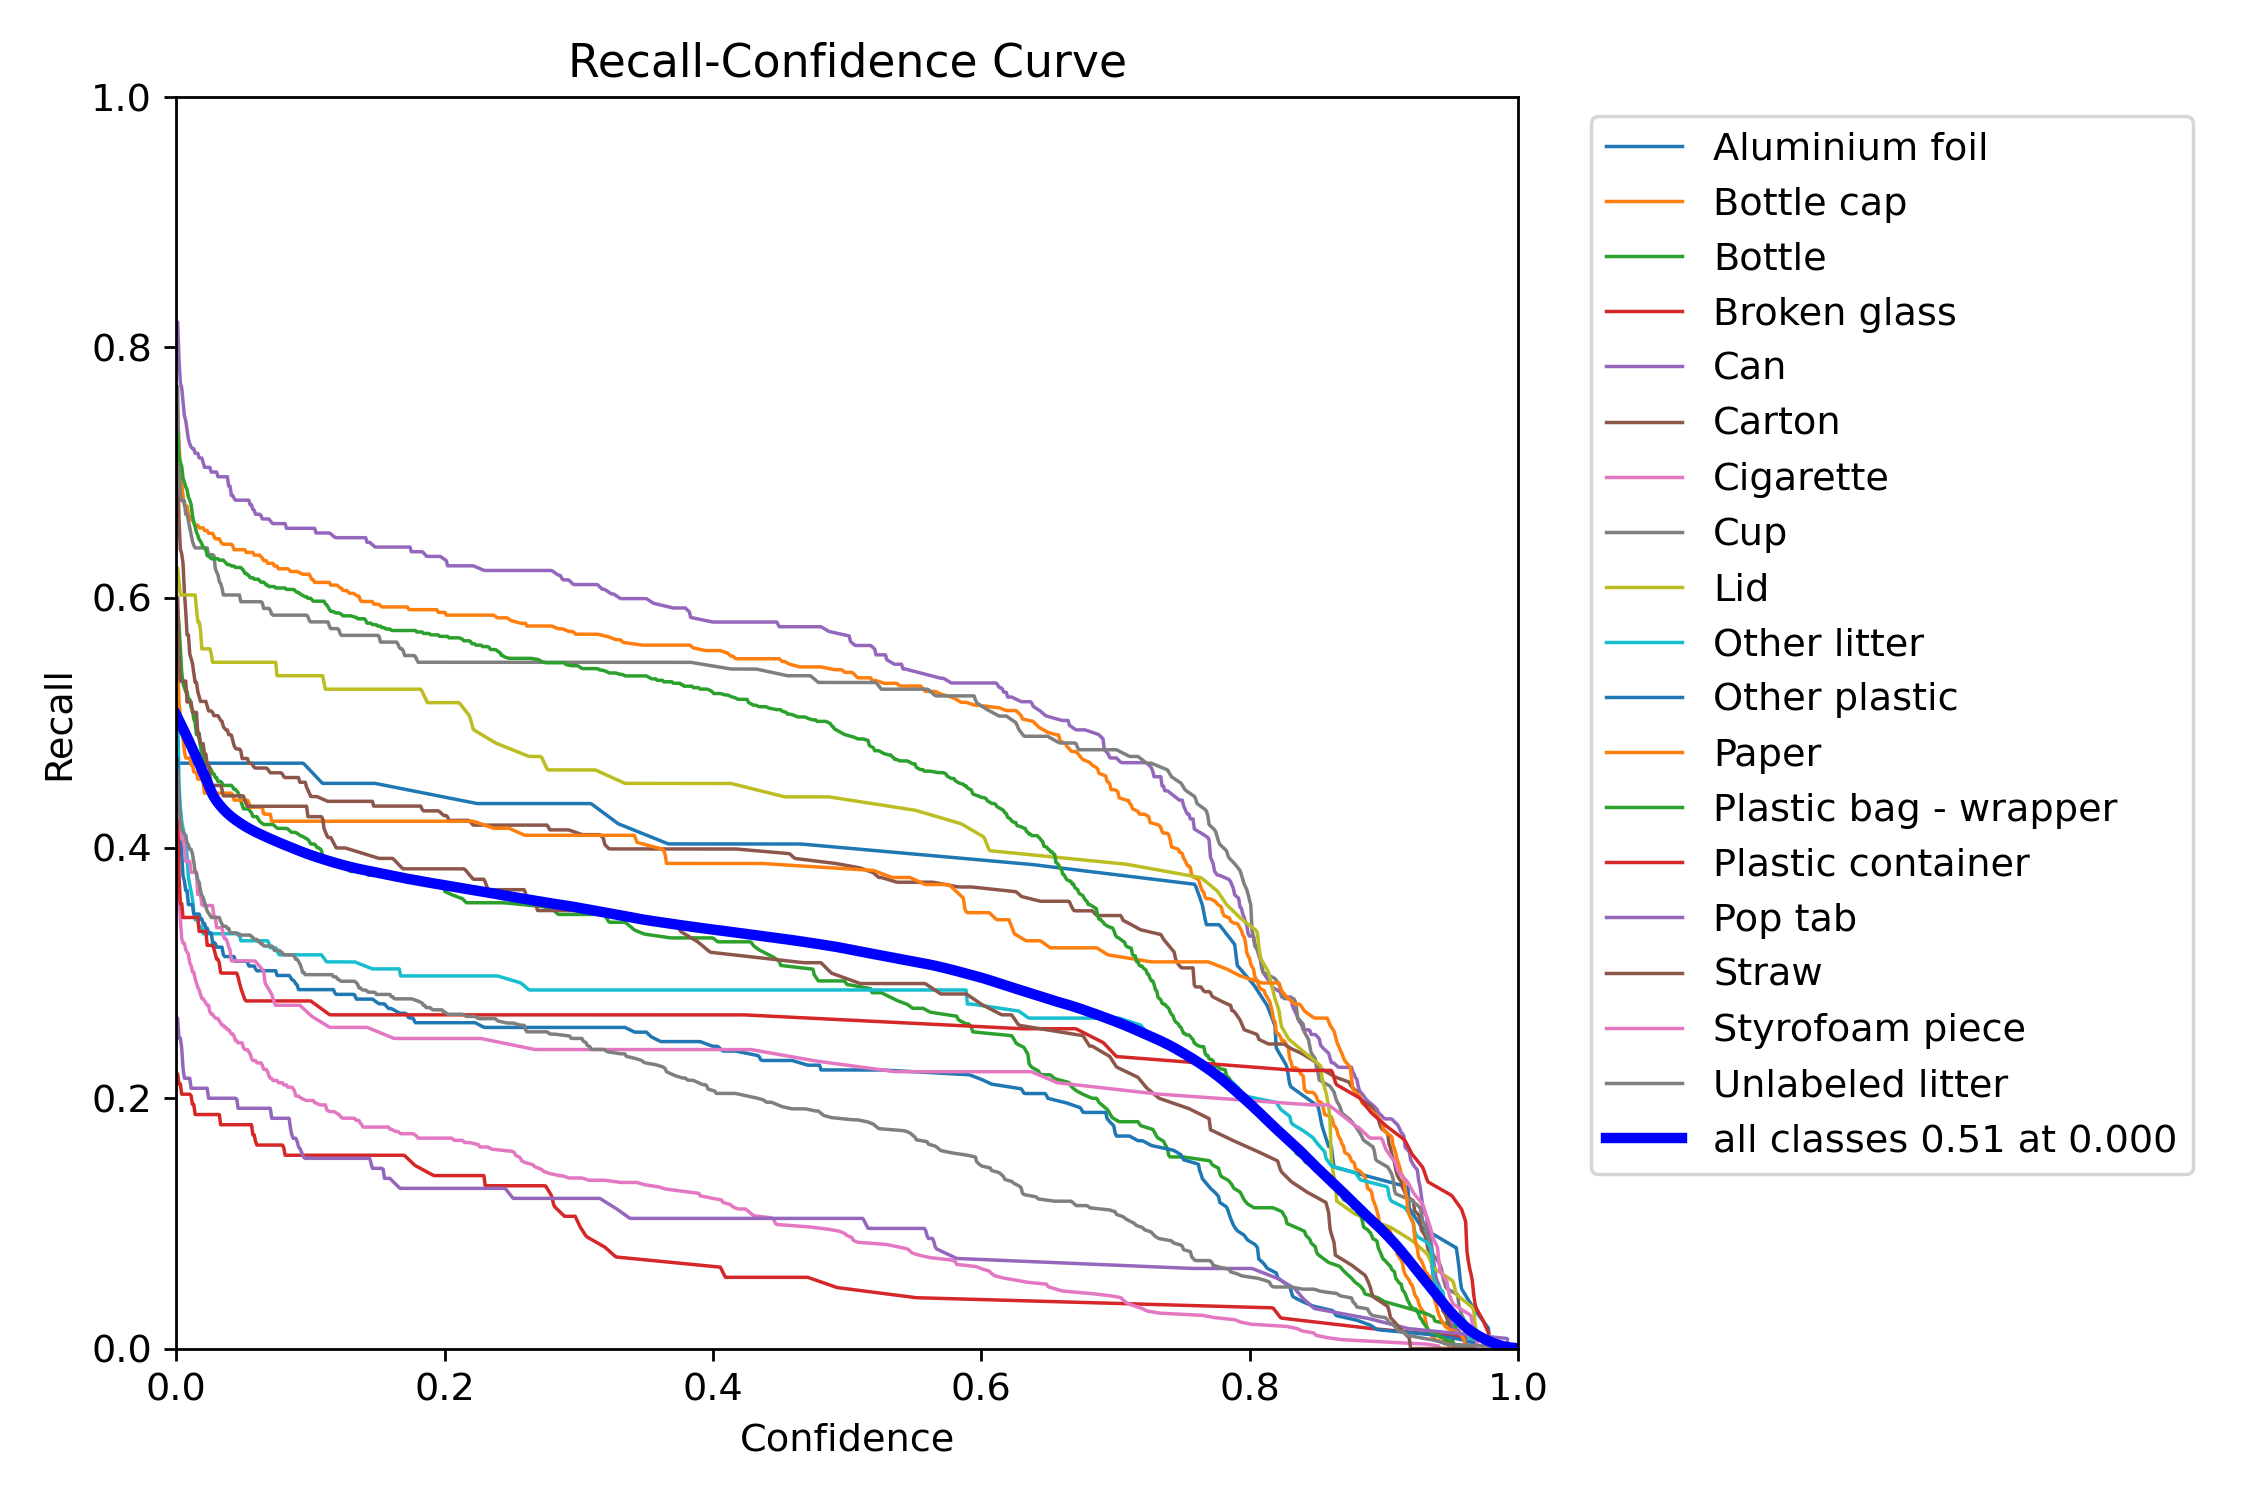 Recall-Confidence Curve
1.0
0.8
0.6
0.4
0.2
0.0
Recall
0.0 0.2 0.4 0.6 0.8 1.0
Confidence
Aluminium foil
Bottle cap
Bottle
Broken glass
Can
Carton
Cigarette
Cup
Lid
Other litter
Other plastic
Paper
Plastic bag - wrapper
Plastic container
Pop tab
Straw
Styrofoam piece
Unlabeled litter
all classes 0.51 at 0.000